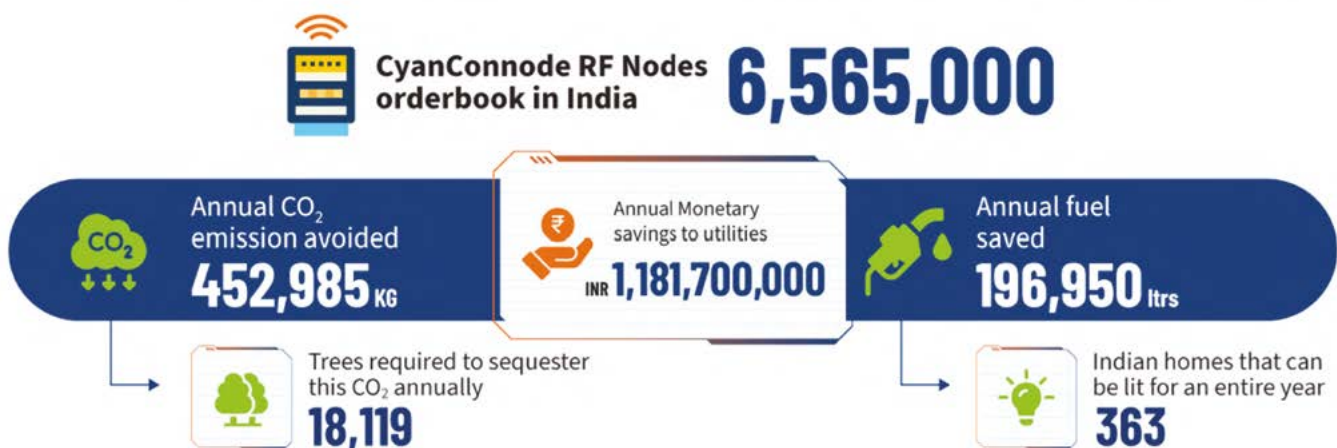 CyanConnode RF Nodes
orderbook in India
6,565,000
Annual CO₂
emission avoided
452,985 KG
CO₂
Annual Monetary
savings to utilities
INR 1,181,700,000
₹
Annual fuel
saved
196,950 ltrs
Trees required to sequester
this CO₂ annually
18,119
Indian homes that can
be lit for an entire year
363